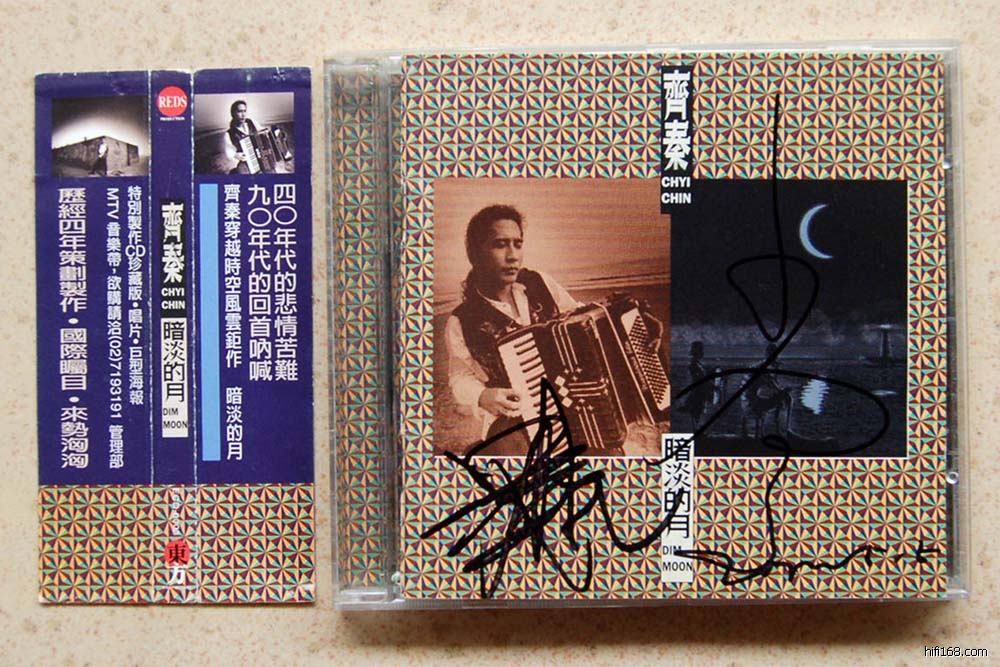 四〇年代的悲情苦難
九〇年代的回首吶喊
齊秦穿越時空風雲鉅作 暗淡的月
REDS
PRODUCTION
齊秦
CHYI
CHIN
暗淡的月
DIM
MOON
東方
特別製作CD珍藏版·唱片·巨型海報
MTV音樂帶,欲購請洽(02)7193191 管理部
歷經四年策劃製作·國際矚目·來勢洶洶
齊秦
CHYI
CHIN
暗淡的月
DIM
MOON
hifi168.com